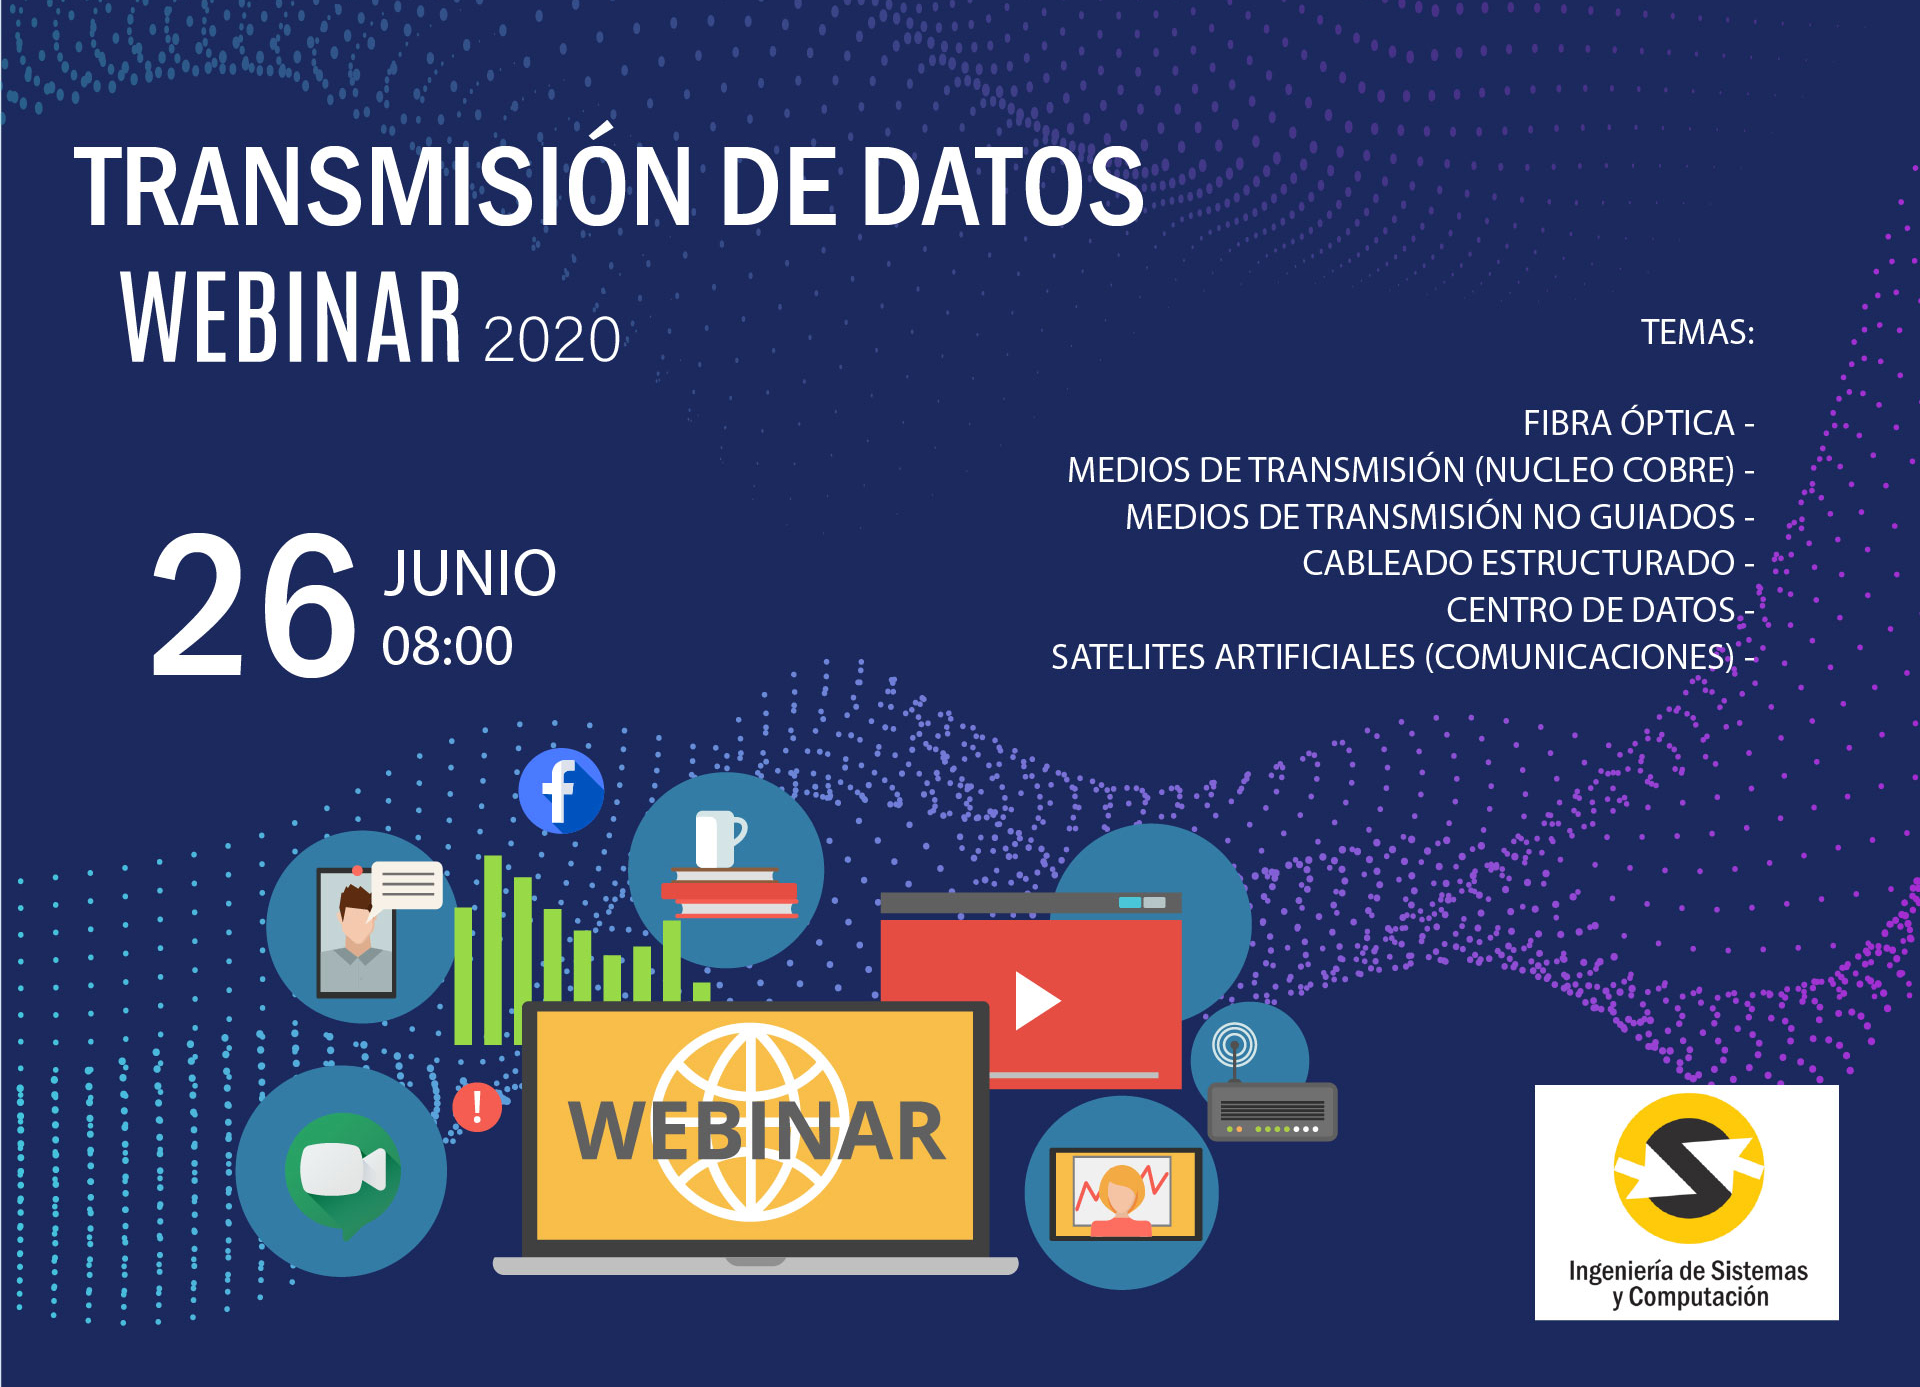 TRANSMISIÓN DE DATOS
WEBINAR 2020
26 JUNIO
08:00
TEMAS:
FIBRA ÓPTICA -
MEDIOS DE TRANSMISIÓN (NUCLEO COBRE) -
MEDIOS DE TRANSMISIÓN NO GUIADOS -
CABLEADO ESTRUCTURADO -
CENTRO DE DATOS -
SATELITES ARTIFICIALES (COMUNICACIONES) -
f
!
WEBINAR
Ingeniería de Sistemas
y Computación